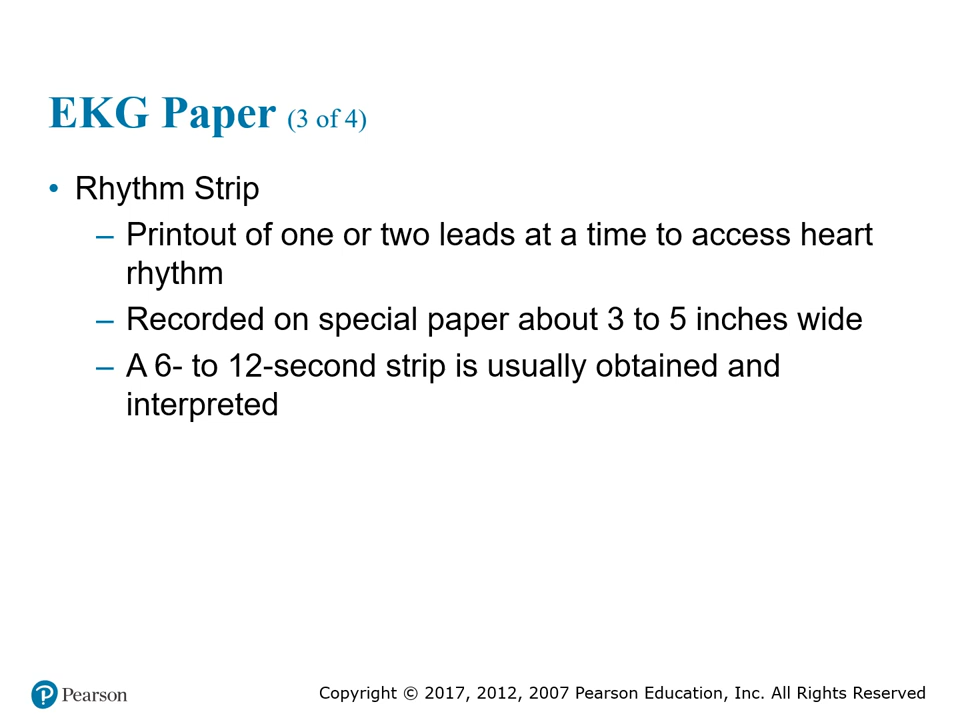 EKG Paper (3 of 4)
• Rhythm Strip
– Printout of one or two leads at a time to access heart
rhythm
– Recorded on special paper about 3 to 5 inches wide
– A 6- to 12-second strip is usually obtained and
interpreted
Pearson
Copyright © 2017, 2012, 2007 Pearson Education, Inc. All Rights Reserved